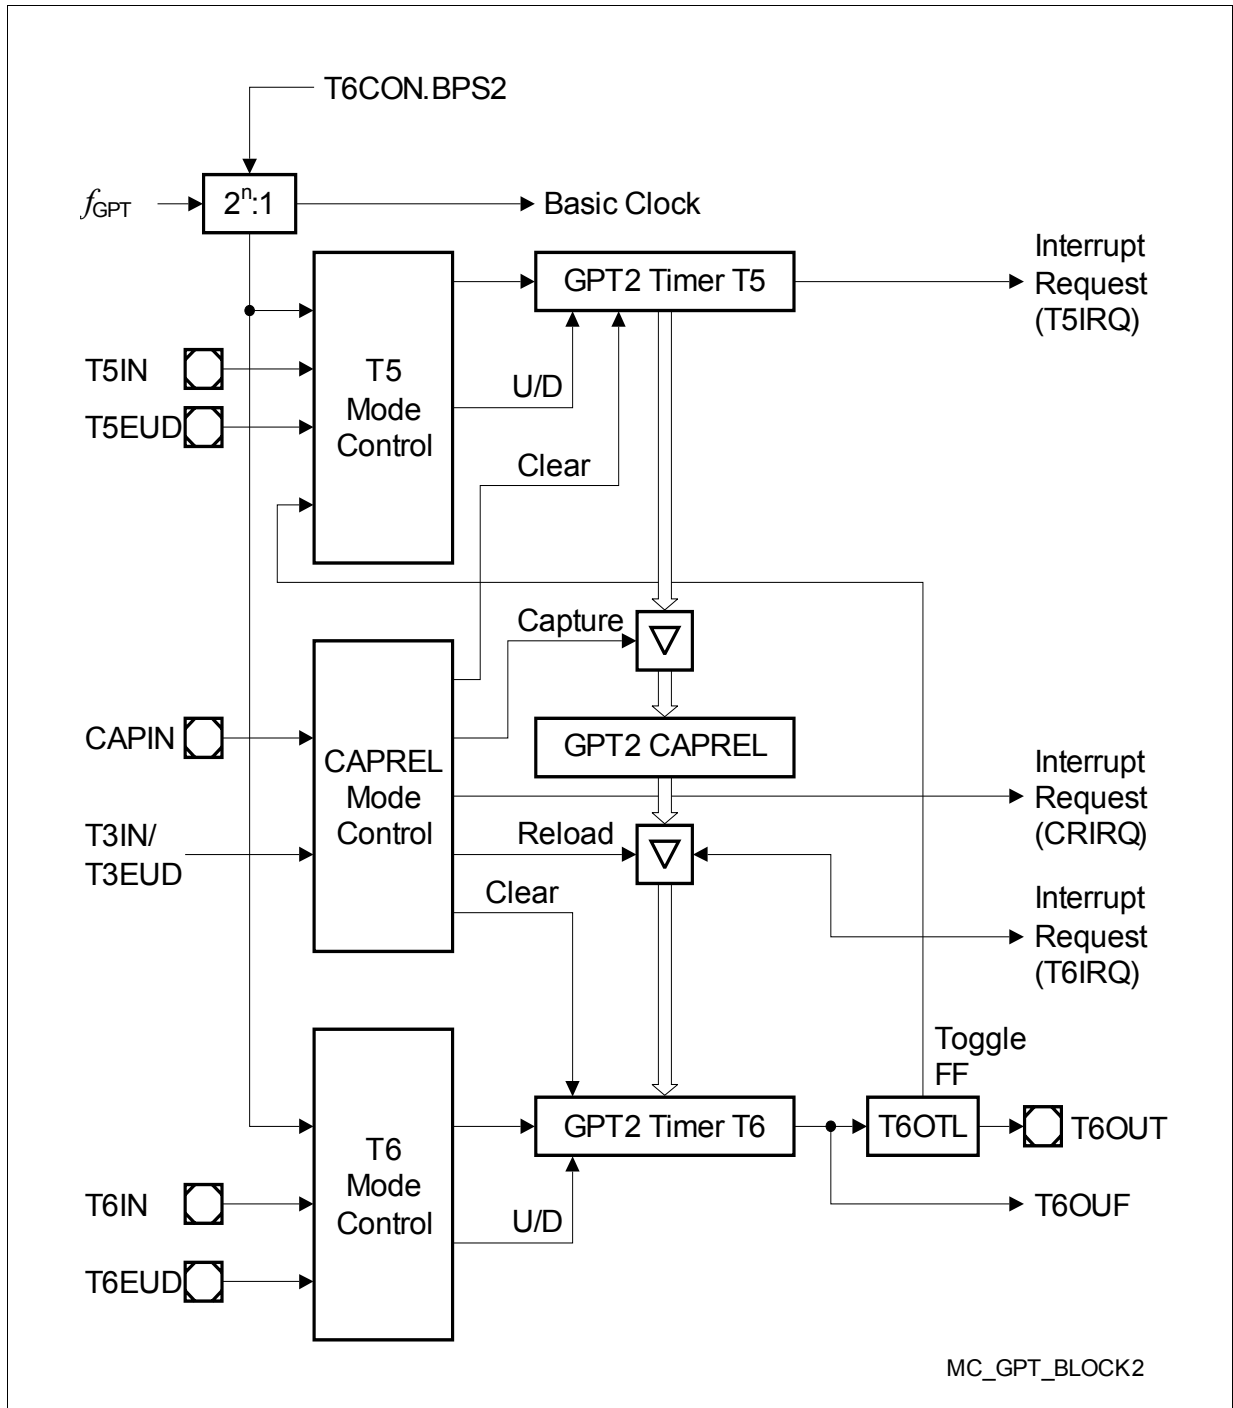 T6CON.BPS2
fGPT
2ⁿ:1
Basic Clock
Interrupt
Request
(T5IRQ)
GPT2 Timer T5
T5IN
T5EUD
T5
Mode
Control
U/D
Clear
Capture
CAPIN
T3IN/
T3EUD
CAPREL
Mode
Control
GPT2 CAPREL
Interrupt
Request
(CRIRQ)
Reload
Clear
Interrupt
Request
(T6IRQ)
Toggle
FF
T6
Mode
Control
GPT2 Timer T6
T6OTL
T6OUT
T6IN
T6EUD
U/D
T6OUF
MC_GPT_BLOCK2